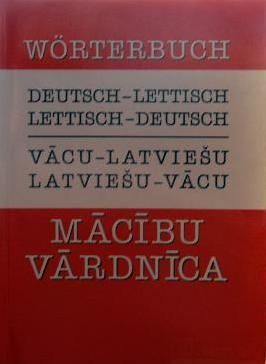 WÖRTERBUCH
DEUTSCH-LETTISCH
LETTISCH-DEUTSCH
VĀCU-LATVIEŠU
LATVIEŠU-VĀCU
MĀCĪBU
VĀRDNĪCA